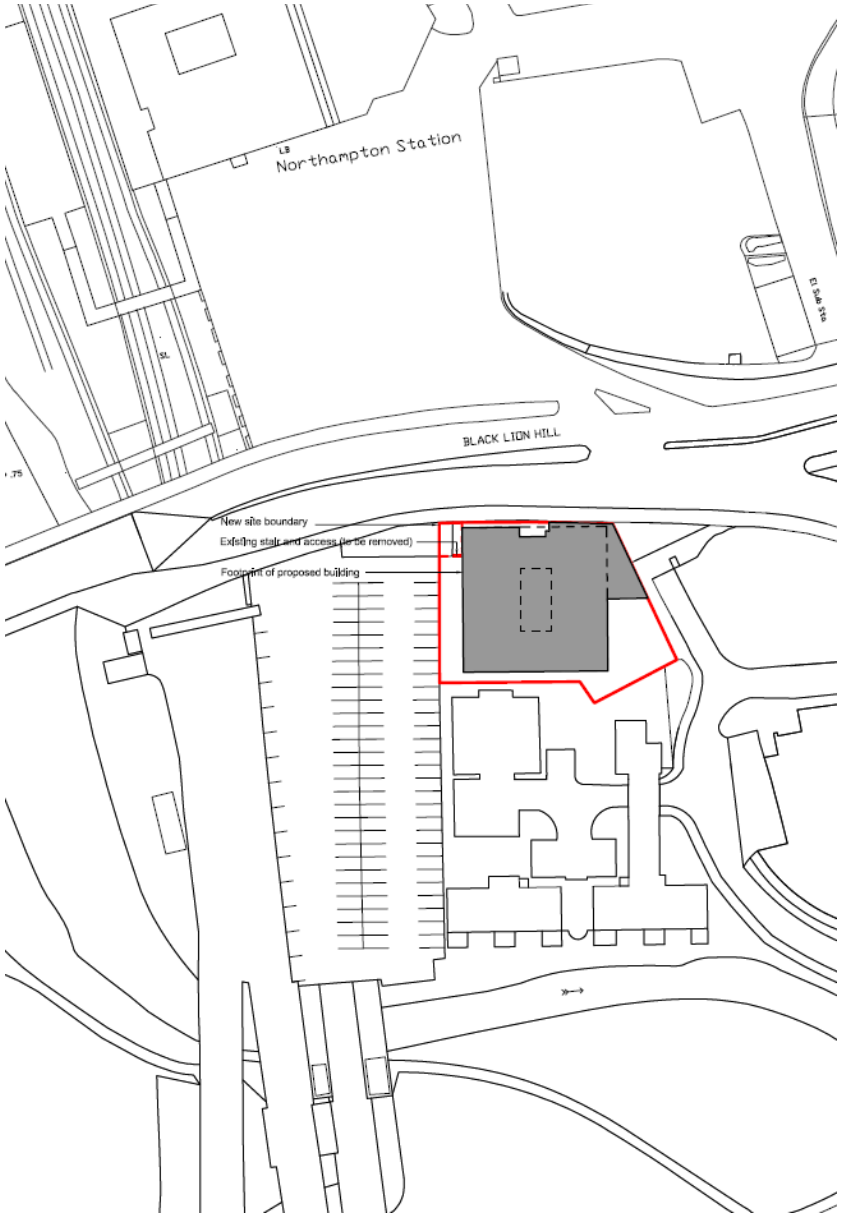 LB
Northampton Station
El Sub Sta
SL
BLACK LION HILL
.75
New site boundary
Existing stair and access (to be removed)
Footprint of proposed building